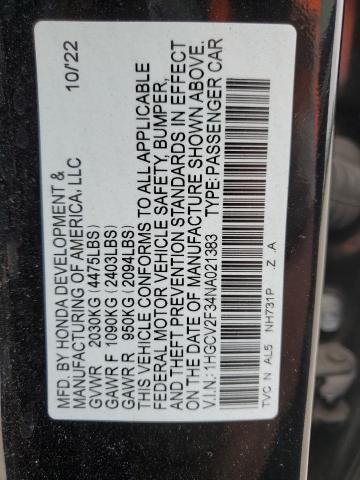 MFD. BY HONDA DEVELOPMENT & 10/'22
MANUFACTURING OF AMERICA, LLC
GVWR 2030KG (4475LBS)
GAWR F 1090KG (2403LBS)
GAWR R 950KG (2094LBS)
THIS VEHICLE CONFORMS TO ALL APPLICABLE
FEDERAL MOTOR VEHICLE SAFETY, BUMPER,
AND THEFT PREVENTION STANDARDS IN EFFECT
ON THE DATE OF MANUFACTURE SHOWN ABOVE.
V.I.N.: 1HGCV2F34NA021383 TYPE: PASSENGER CAR
TVC N AL5 NH731P .Z .A